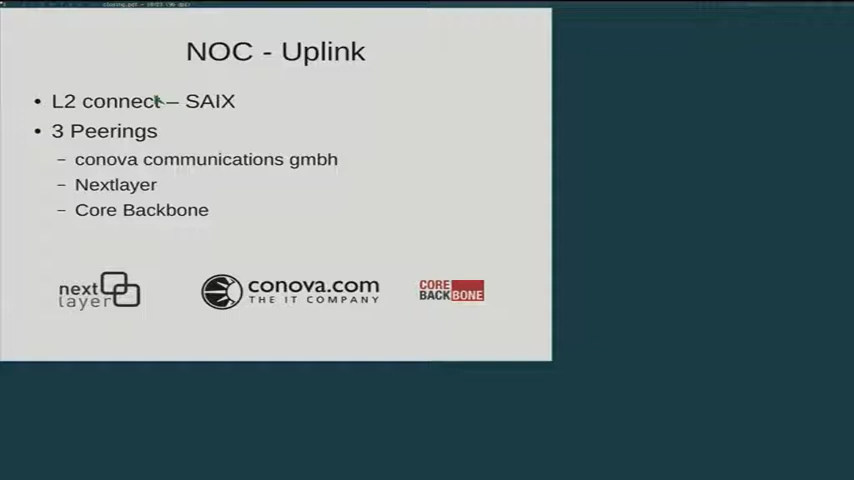 NOC - Uplink
• L2 connect – SAIX
• 3 Peerings
– conova communications gmbh
– Nextlayer
– Core Backbone
next layer
conova.com
THE IT COMPANY
CORE
BACKBONE